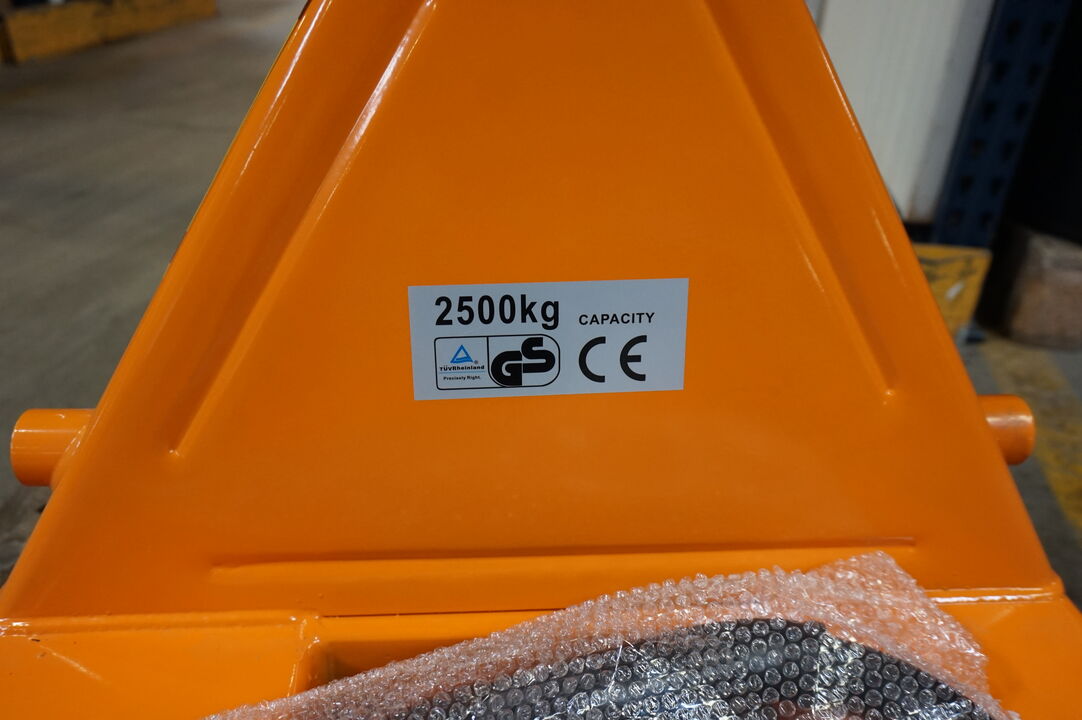 2500kg CAPACITY
TÜVRheinland®
Precisely Right.
GS CE